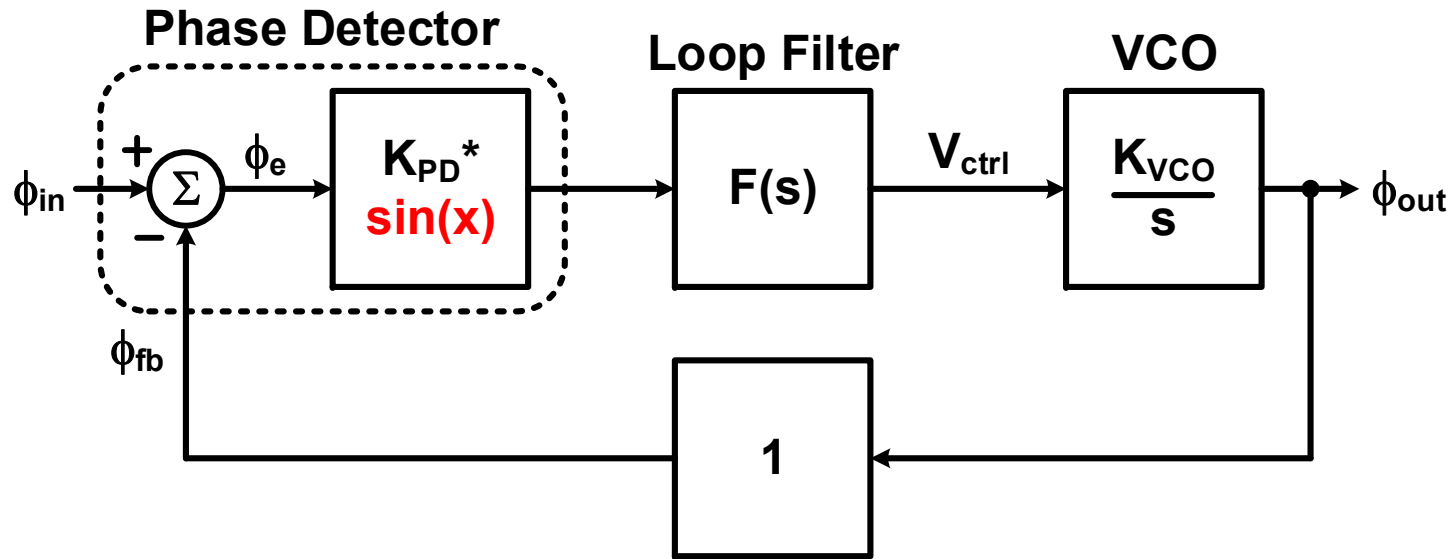 Phase Detector
Loop Filter
VCO
+
ϕin
Σ
−
ϕe
KPD*
sin(x)
F(s)
Vctrl
KVCO
s
ϕout
ϕfb
1